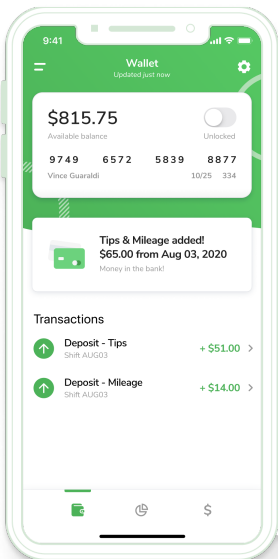 9:41
Wallet
Updated just now
$815.75
Available balance
Unlocked
9749 6572 5839 8877
Vince Guaraldi 10/25 334
Tips & Mileage added!
$65.00 from Aug 03, 2020
Money in the bank!
Transactions
Deposit - Tips
Shift AUG03
+ $51.00
Deposit - Mileage
Shift AUG03
+ $14.00
$